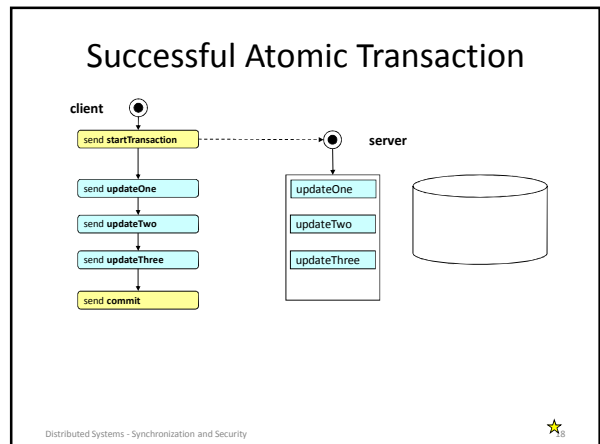 Successful Atomic Transaction
client
send startTransaction
server
send updateOne
updateOne
send updateTwo
updateTwo
send updateThree
updateThree
send commit
Distributed Systems - Synchronization and Security
18